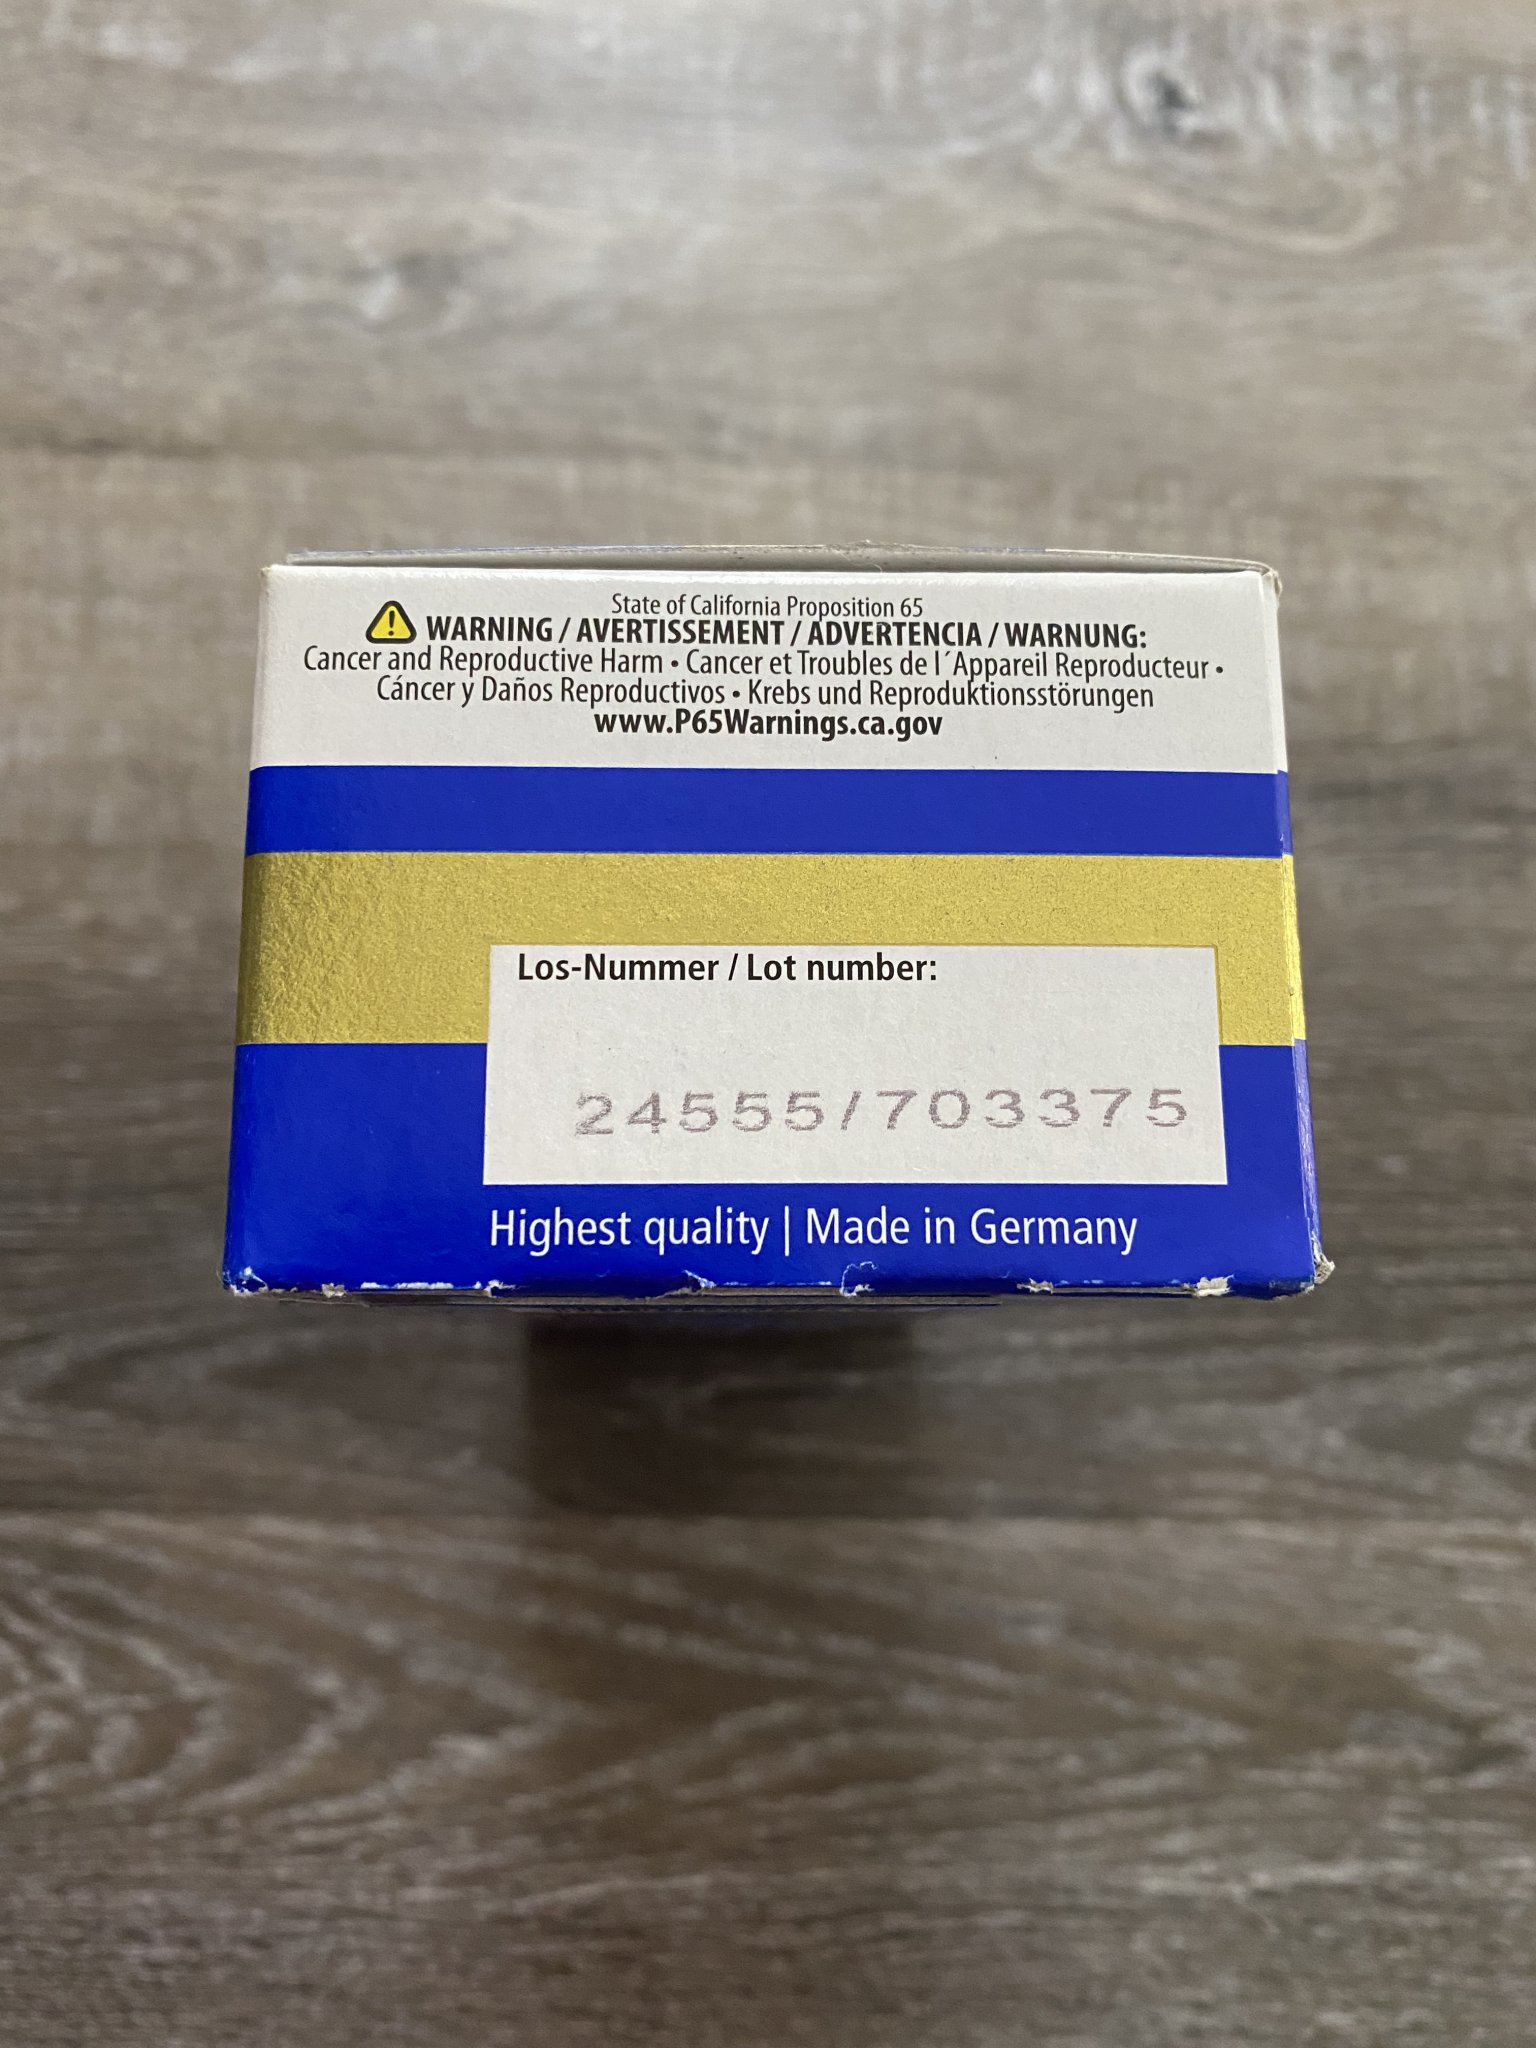 State of California Proposition 65
WARNING / AVERTISSEMENT / ADVERTENCIA / WARNUNG:
Cancer and Reproductive Harm • Cancer et Troubles de l´Appareil Reproducteur •
Cáncer y Daños Reproductivos • Krebs und Reproduktionsstörungen
www.P65Warnings.ca.gov
Los-Nummer / Lot number:
24555/703375
Highest quality | Made in Germany